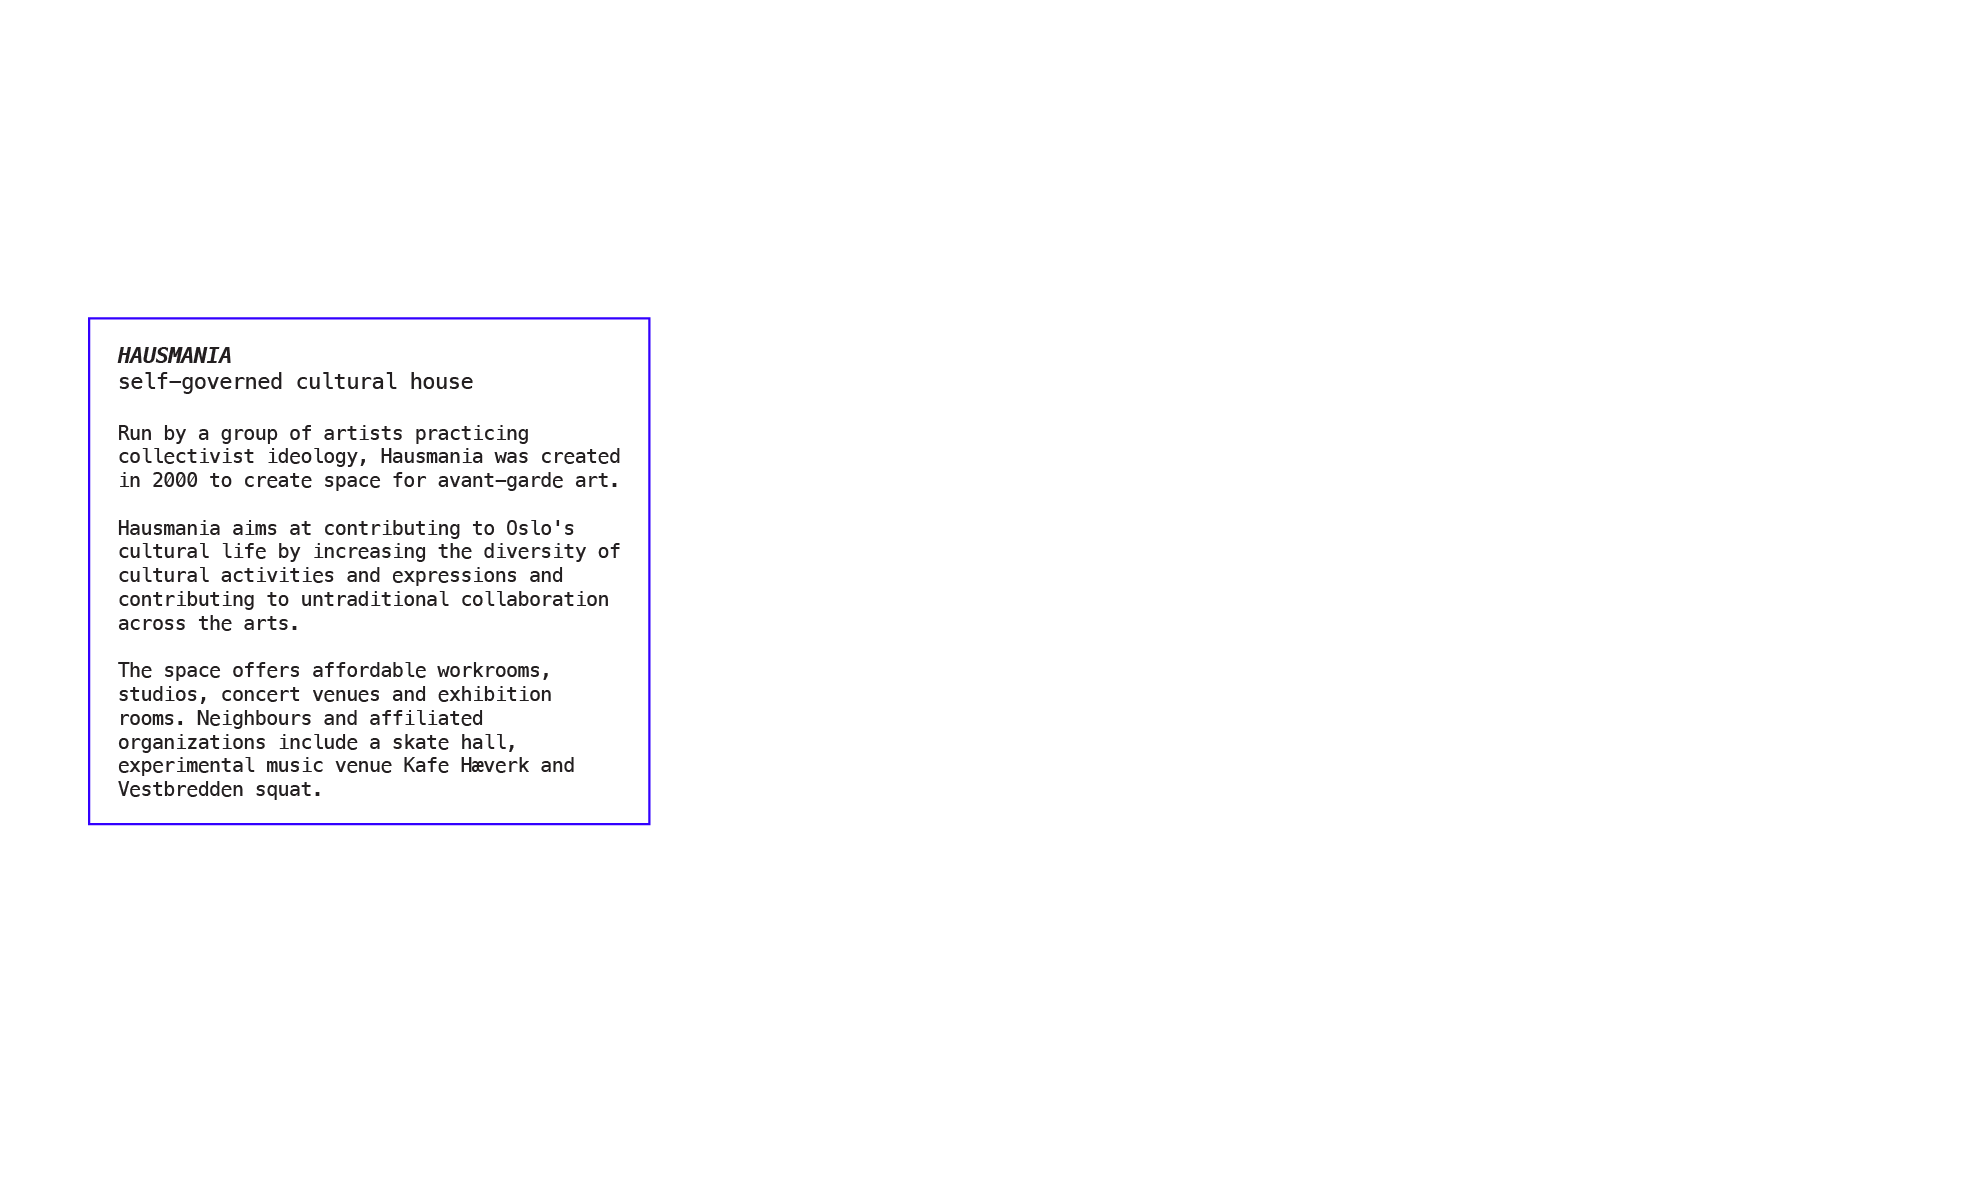 HAUSMANIA
self-governed cultural house
Run by a group of artists practicing
collectivist ideology, Hausmania was created
in 2000 to create space for avant-garde art.
Hausmania aims at contributing to Oslo's
cultural life by increasing the diversity of
cultural activities and expressions and
contributing to untraditional collaboration
across the arts.
The space offers affordable workrooms,
studios, concert venues and exhibition
rooms. Neighbours and affiliated
organizations include a skate hall,
experimental music venue Kafe Hæverk and
Vestbredden squat.